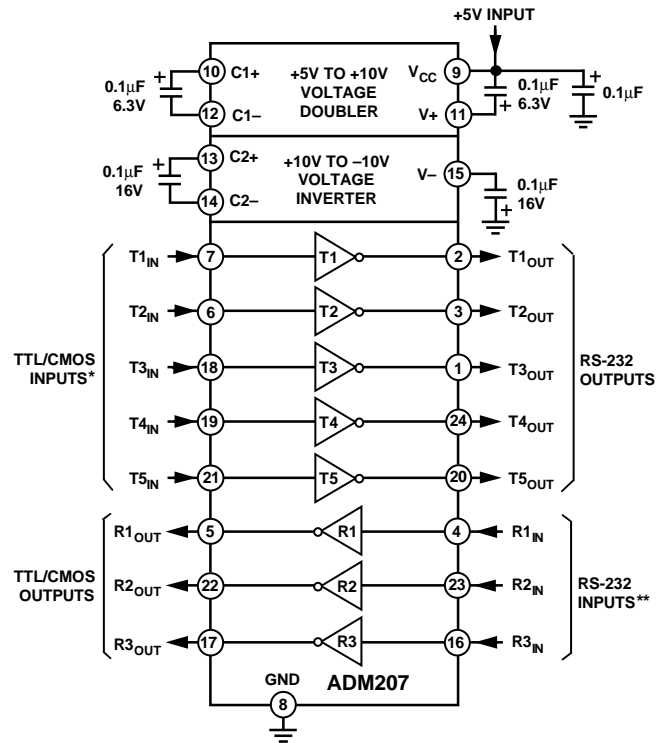 +5V INPUT
0.1µF
6.3V
10 C1+
12 C1–
+5V TO +10V
VOLTAGE
DOUBLER
VCC 9
V+ 11
0.1µF
6.3V
0.1µF
0.1µF
16V
13 C2+
14 C2–
+10V TO –10V
VOLTAGE
INVERTER
V– 15
0.1µF
16V
TTL/CMOS
INPUTS*
T1IN 7 T1 2 T1OUT
T2IN 6 T2 3 T2OUT
T3IN 18 T3 1 T3OUT
T4IN 19 T4 24 T4OUT
T5IN 21 T5 20 T5OUT
RS-232
OUTPUTS
TTL/CMOS
OUTPUTS
R1OUT 5 R1 4 R1IN
R2OUT 22 R2 23 R2IN
R3OUT 17 R3 16 R3IN
RS-232
INPUTS**
GND
8
ADM207